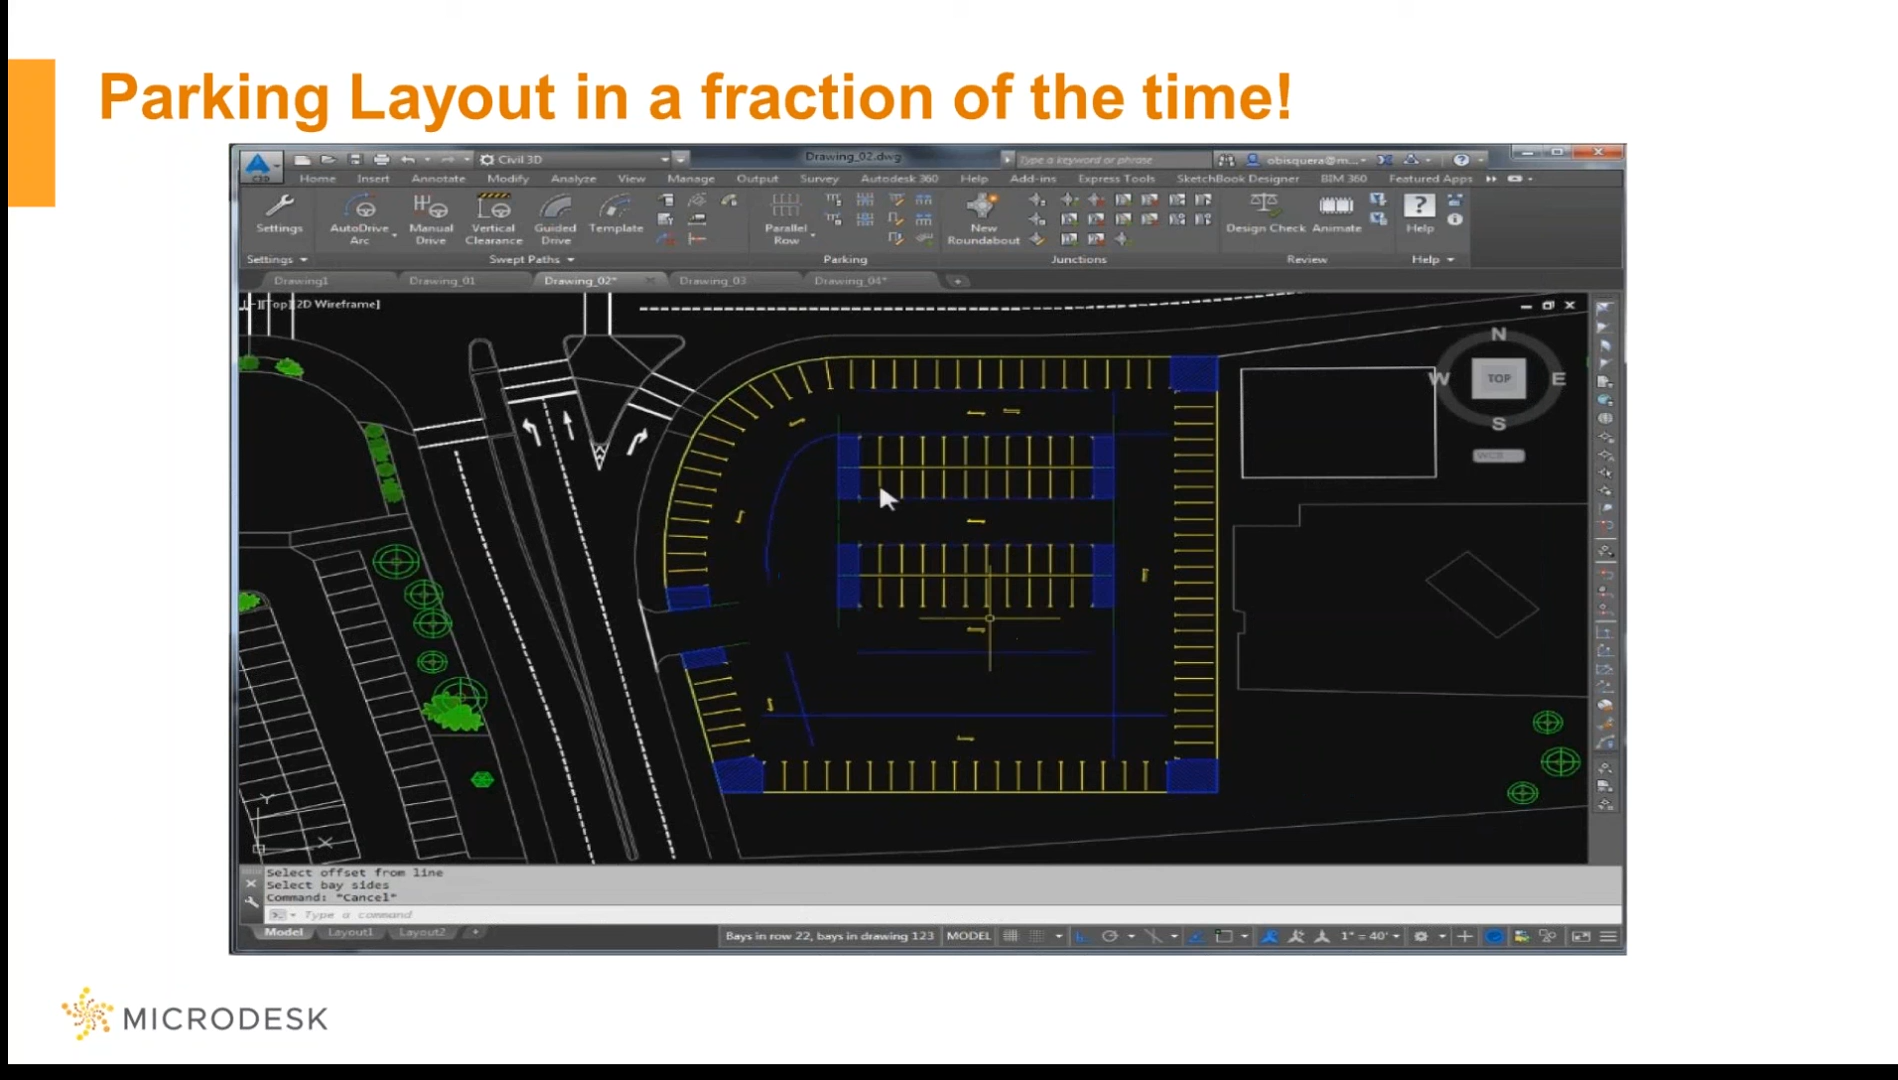 Parking Layout in a fraction of the time!
C3D
Civil 3D
Drawing_02.dwg
Type a keyword or phrase
obisquera@m...
Home Insert Annotate Modify Analyze View Manage Output Survey Autodesk 360 Help Add-ins Express Tools SketchBook Designer BIM 360 Featured Apps
Settings
AutoDrive Arc
Manual Drive
Vertical Clearance
Guided Drive
Template
Parallel Row
New Roundabout
Design Check
Animate
Help
Settings Swept Paths Parking Junctions Review Help
Drawing1 Drawing_01 Drawing_02* Drawing_03 Drawing_04*
[-][Top][2D Wireframe]
N
W TOP E
S
WCS
Y
X
Select offset from line
Select bay sides
Command: *Cancel*
Type a command
Model Layout1 Layout2 +
Bays in row 22, bays in drawing 123 MODEL 1" = 40'
MICRODESK